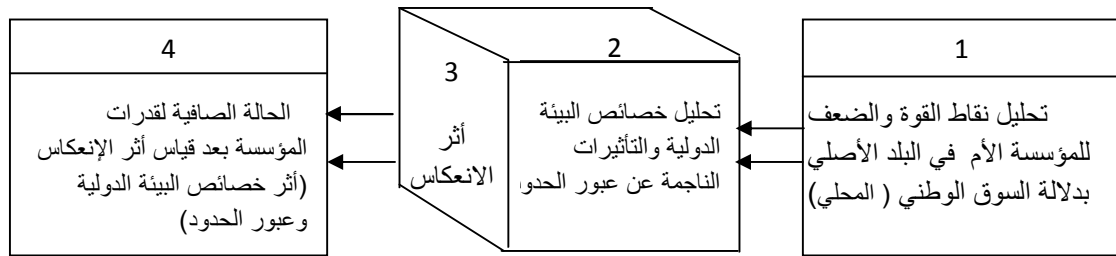 1
تحليل نقاط القوة والضعف
للمؤسسة الأم في البلد الأصلي
بدلالة السوق الوطني ( المحلي)
2
تحليل خصائص البيئة
الدولية والتأثيرات
الناجمة عن عبور الحدود
3
أثر
الانعكاس
4
الحالة الصافية لقدرات
المؤسسة بعد قياس أثر الإنعكاس
(أثر خصائص البيئة الدولية
وعبور الحدود)